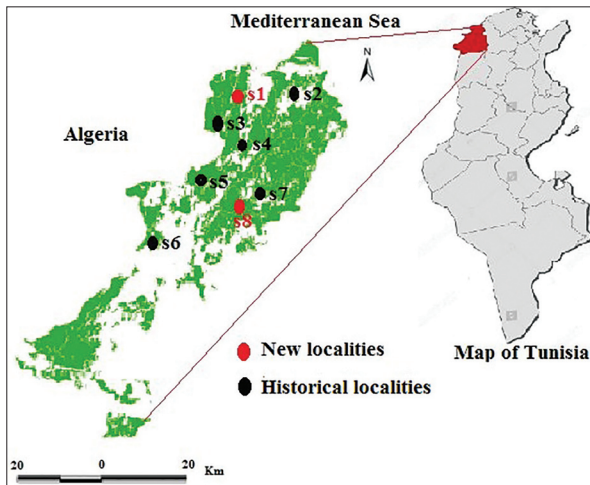 Mediterranean Sea
N
Algeria
s1
s2
s3
s4
s5
s7
s8
s6
New localities
Historical localities
Map of Tunisia
20 0 20
Km